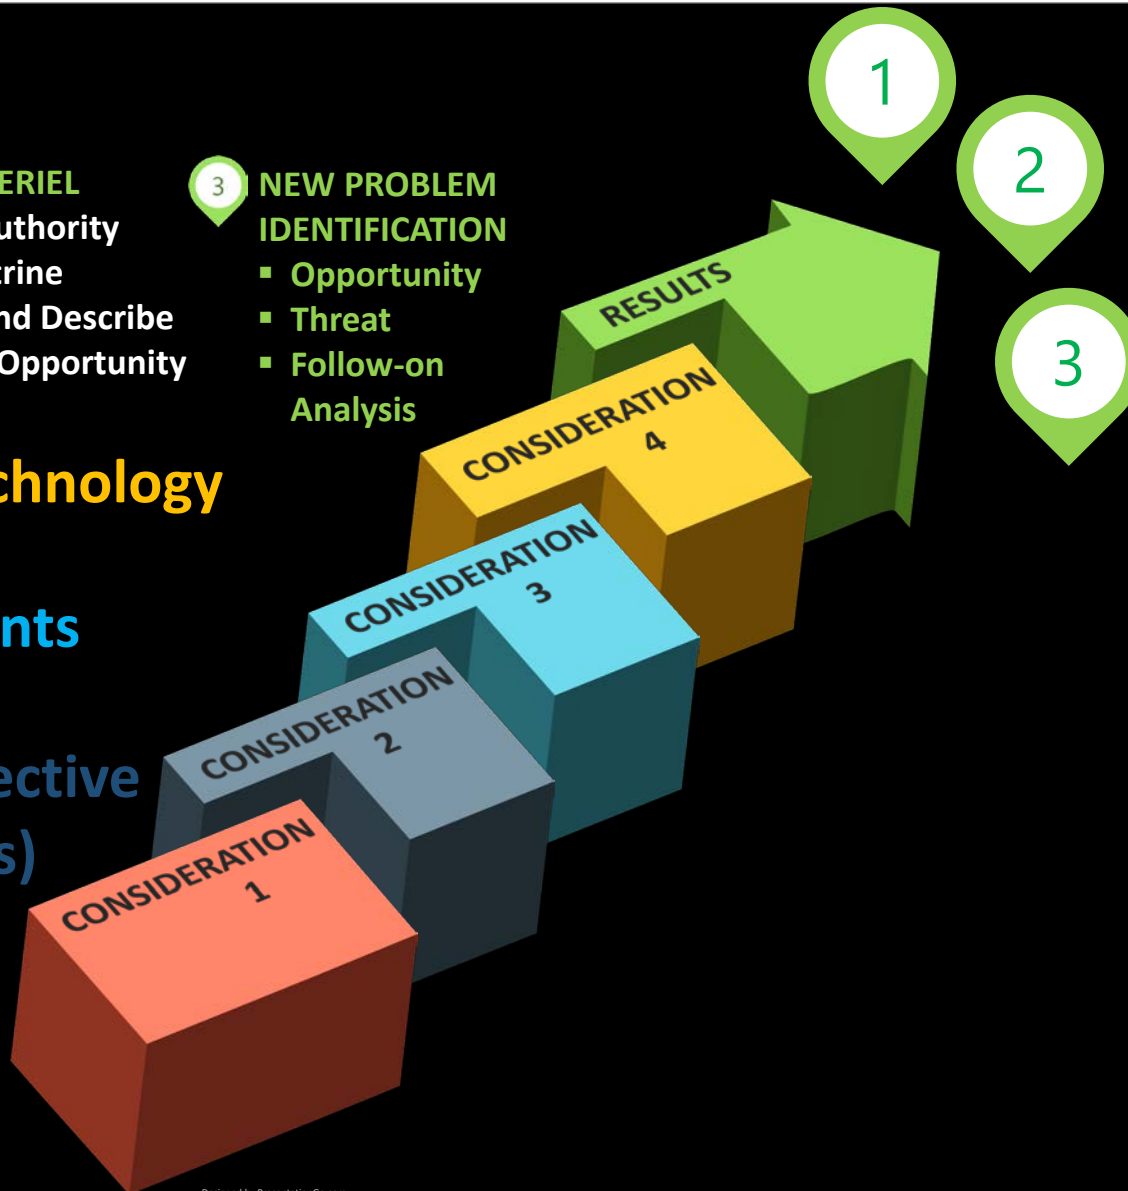 1
2
3
ERIEL
uthority
trine
nd Describe
Opportunity
3
NEW PROBLEM
IDENTIFICATION
▪ Opportunity
▪ Threat
▪ Follow-on
Analysis
chnology
nts
ective
s)
RESULTS
CONSIDERATION
4
CONSIDERATION
3
CONSIDERATION
2
CONSIDERATION
1